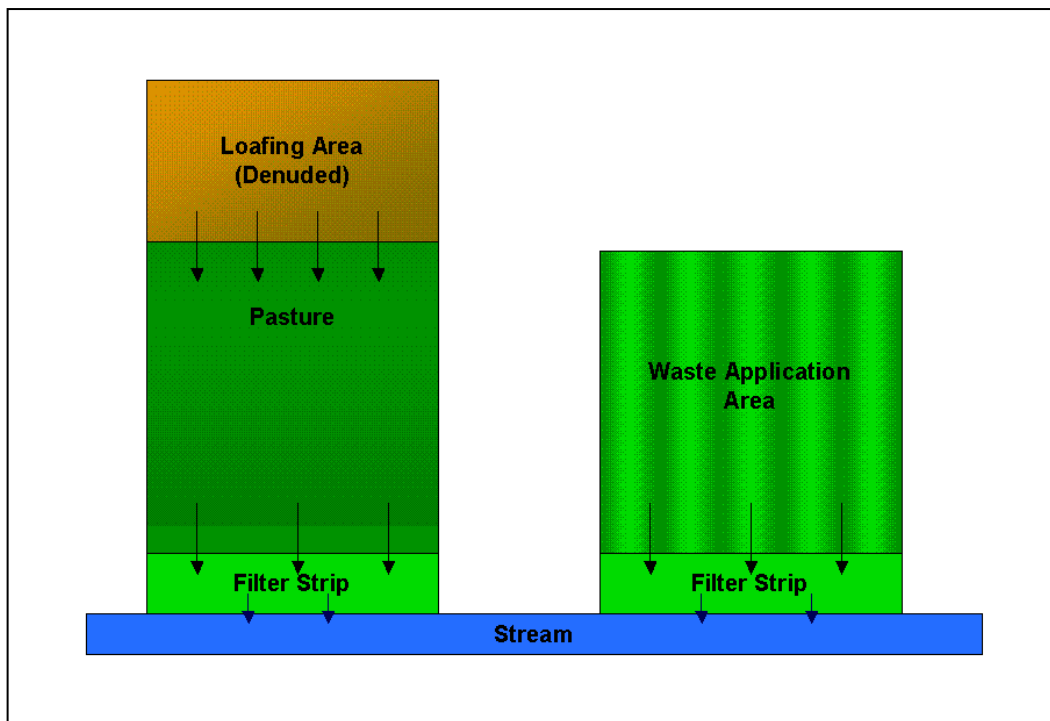 Loafing Area
(Denuded)
Pasture
Waste Application
Area
Filter Strip
Filter Strip
Stream